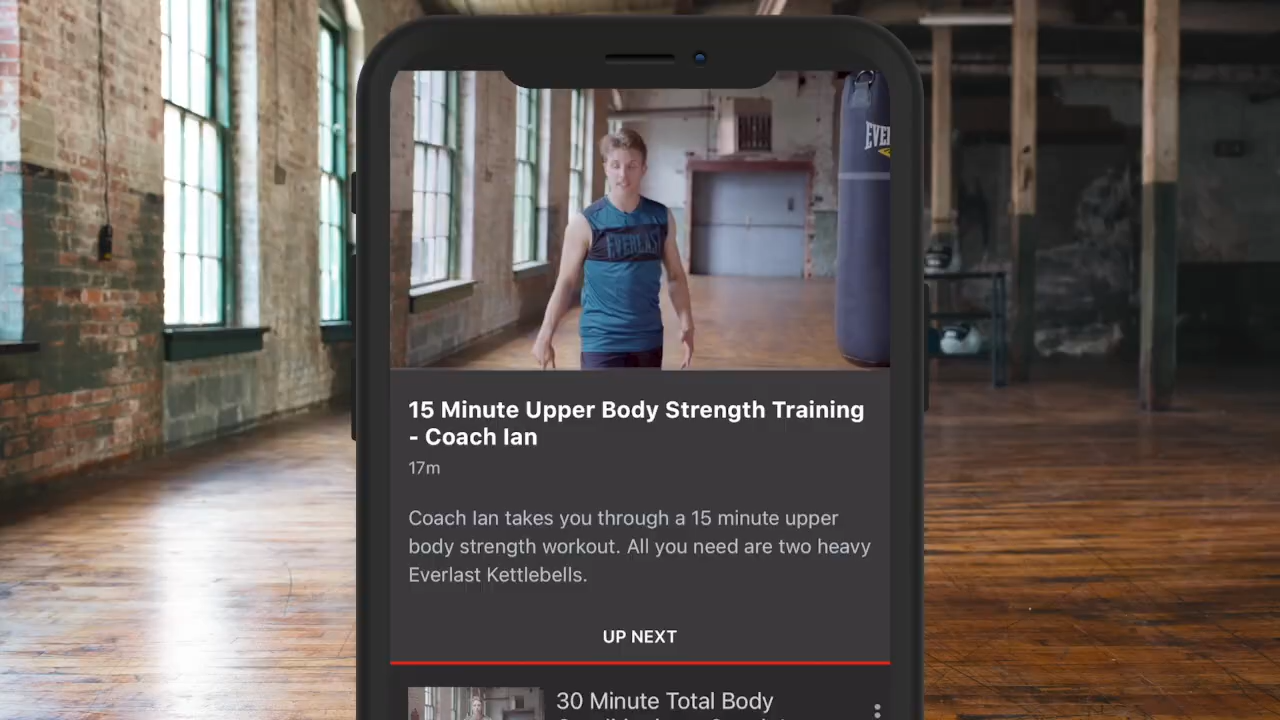 EVERLAST
15 Minute Upper Body Strength Training
- Coach Ian
17m
Coach Ian takes you through a 15 minute upper
body strength workout. All you need are two heavy
Everlast Kettlebells.
UP NEXT
30 Minute Total Body